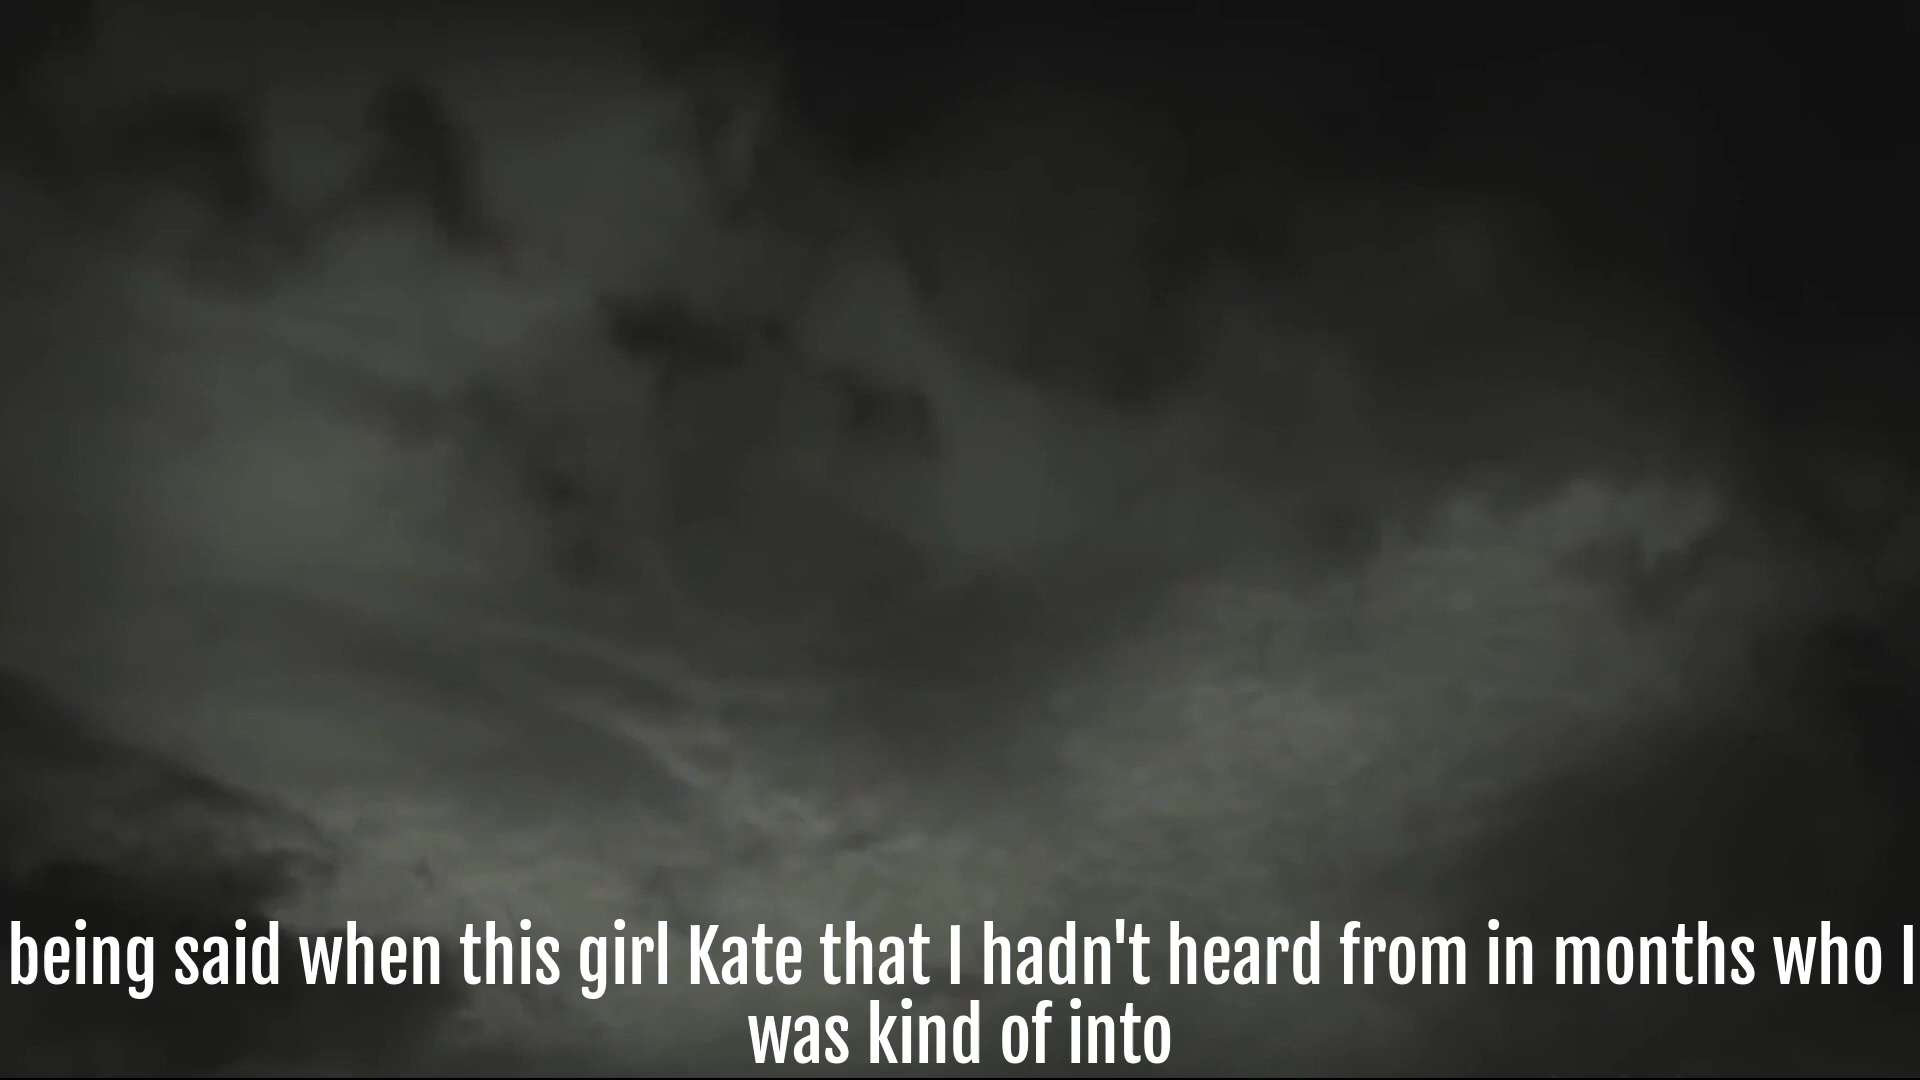 being said when this girl Kate that I hadn't heard from in months who I
was kind of into